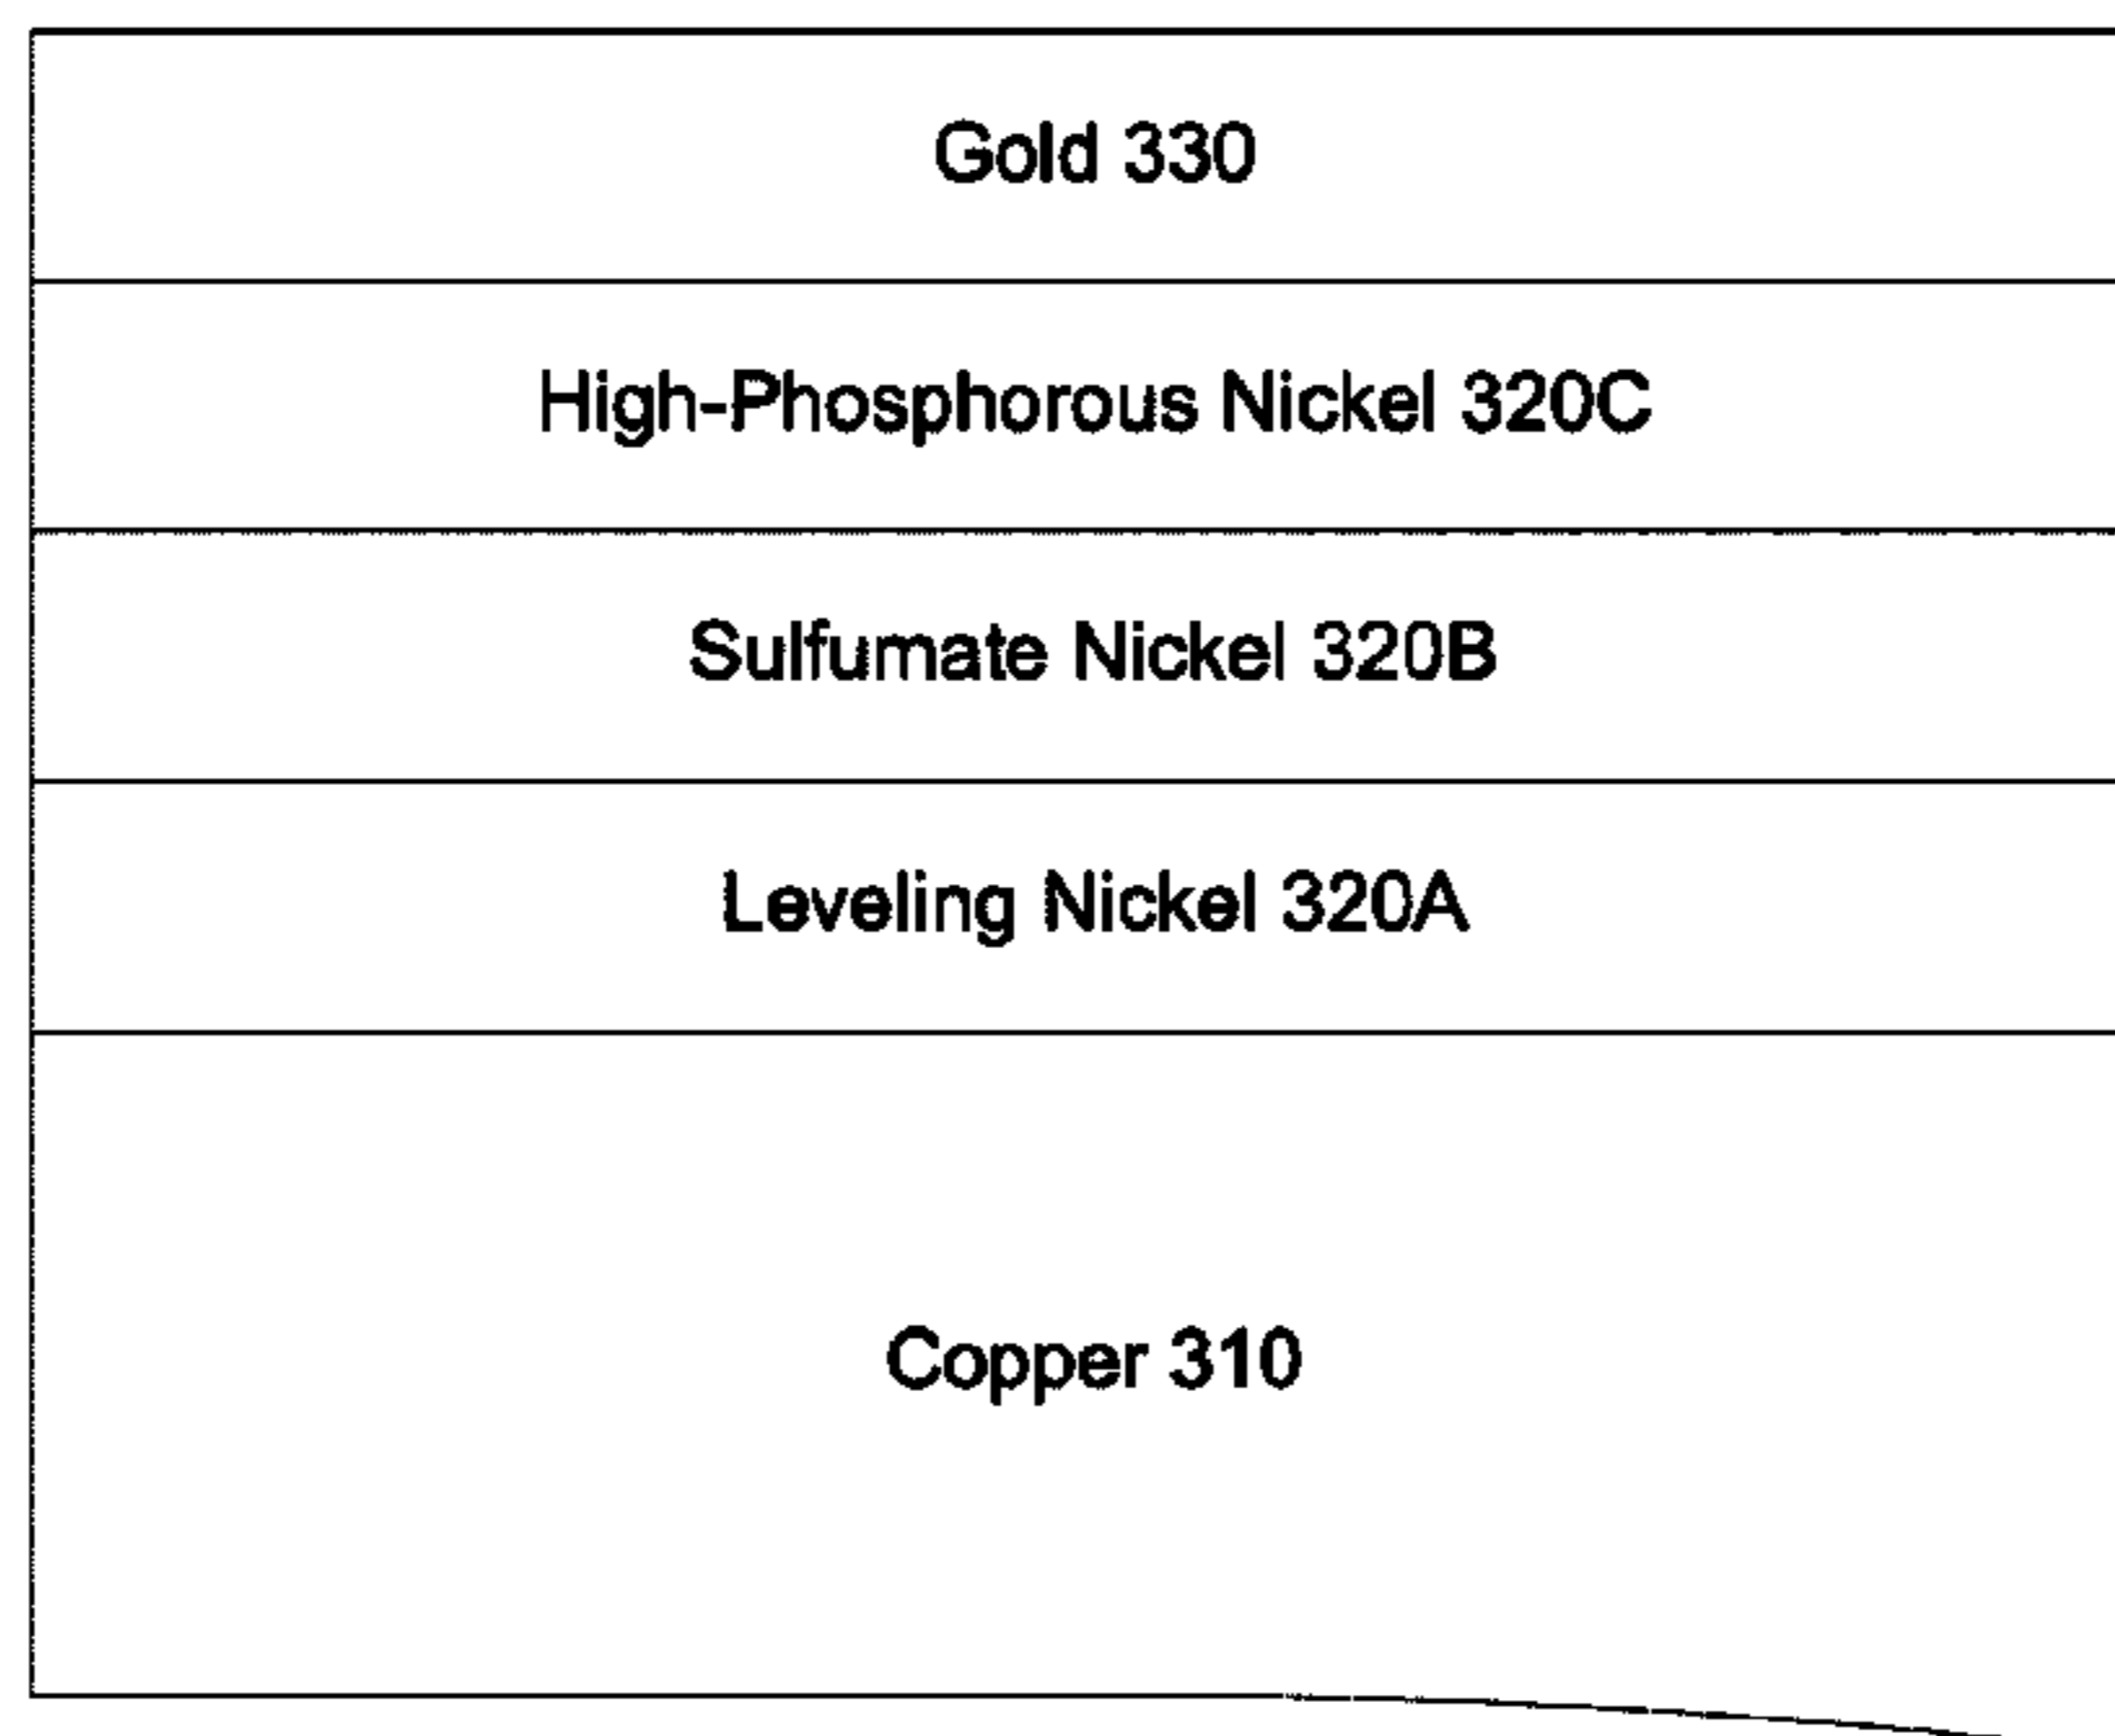 Gold 330
High-Phosphorous Nickel 320C
Sulfumate Nickel 320B
Leveling Nickel 320A
Copper 310